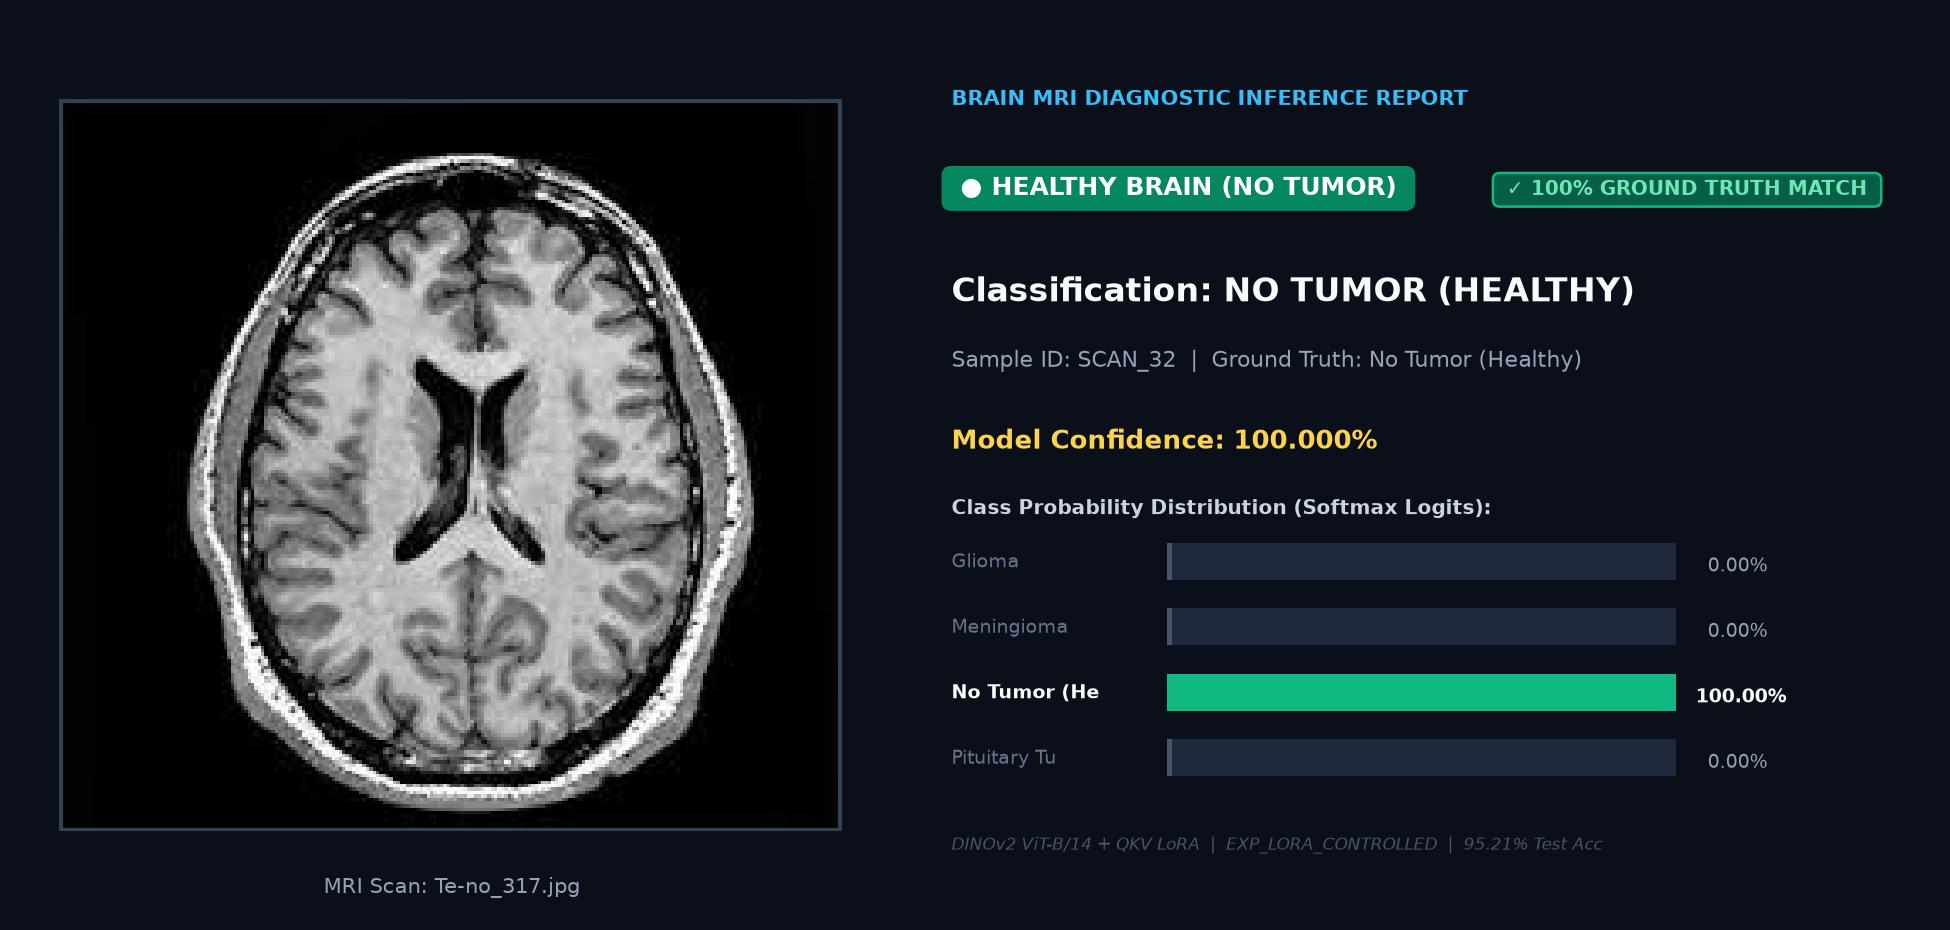 BRAIN MRI DIAGNOSTIC INFERENCE REPORT
● HEALTHY BRAIN (NO TUMOR)
✓ 100% GROUND TRUTH MATCH
Classification: NO TUMOR (HEALTHY)
Sample ID: SCAN_32 | Ground Truth: No Tumor (Healthy)
Model Confidence: 100.000%
Class Probability Distribution (Softmax Logits):
Glioma 0.00%
Meningioma 0.00%
No Tumor (He 100.00%
Pituitary Tu 0.00%
DINOv2 ViT-B/14 + QKV LoRA | EXP_LORA_CONTROLLED | 95.21% Test Acc
MRI Scan: Te-no_317.jpg